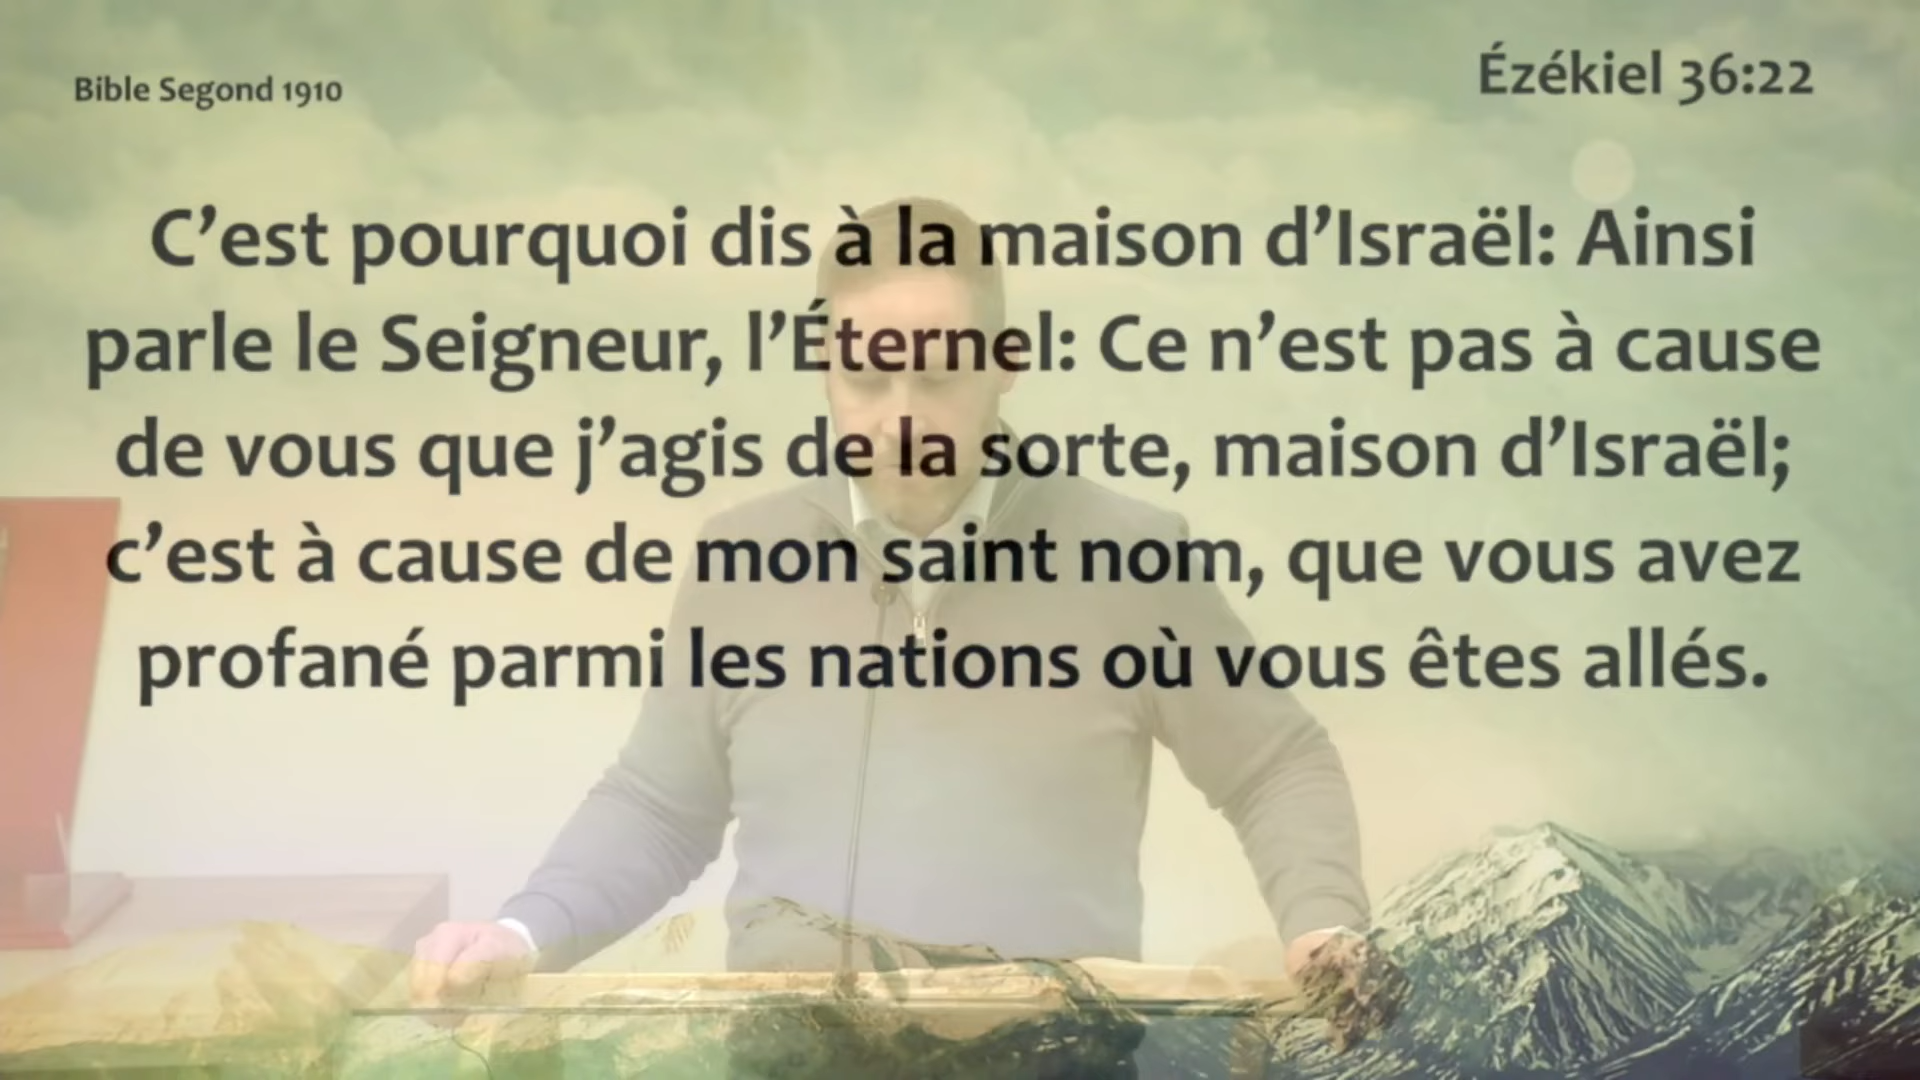 Bible Segond 1910
Ézékiel 36:22
C’est pourquoi dis à la maison d’Israël: Ainsi
parle le Seigneur, l’Éternel: Ce n’est pas à cause
de vous que j’agis de la sorte, maison d’Israël;
c’est à cause de mon saint nom, que vous avez
profané parmi les nations où vous êtes allés.